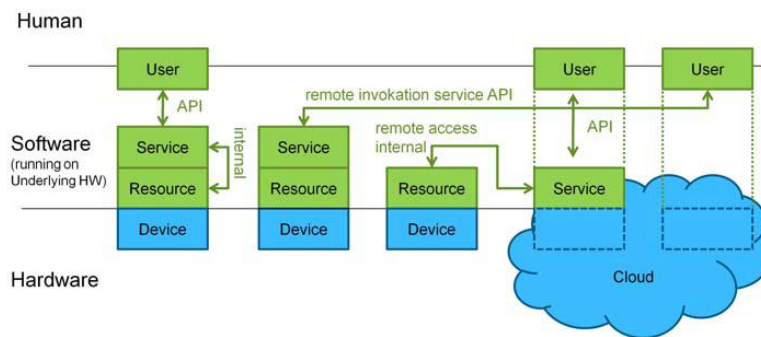 Human
User
User
User
API
remote invokation service API
Software
(running on
Underlying HW)
Service
internal
Service
remote access
internal
API
Resource
Resource
Resource
Service
Device
Device
Device
Hardware
Cloud